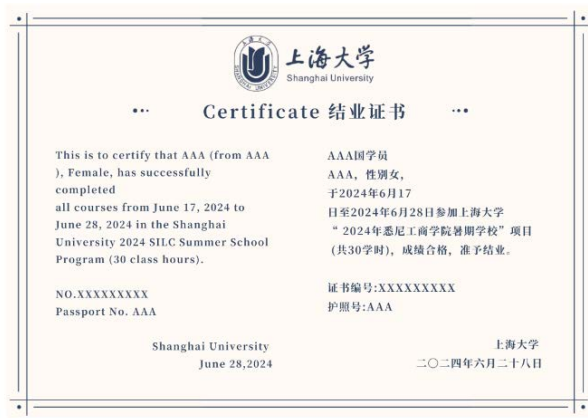 上海大学
Shanghai University
Certificate 结业证书
This is to certify that AAA (from AAA
), Female, has successfully
completed
all courses from June 17, 2024 to
June 28, 2024 in the Shanghai
University 2024 SILC Summer School
Program (30 class hours).
NO.XXXXXXXXX
Passport No. AAA
Shanghai University
June 28,2024
AAA国学员
AAA，性别女，
于2024年6月17
日至2024年6月28日参加上海大学
“ 2024年悉尼工商学院暑期学校”项目
(共30学时)，成绩合格，准予结业。
证书编号:XXXXXXXXX
护照号:AAA
上海大学
二〇二四年六月二十八日